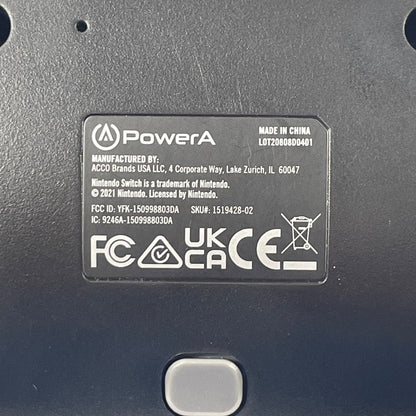 PowerA
MADE IN CHINA
LOT20808D0401
MANUFACTURED BY:
ACCO Brands USA LLC, 4 Corporate Way, Lake Zurich, IL 60047
Nintendo Switch is a trademark of Nintendo.
© 2021 Nintendo. Licensed by Nintendo.
FCC ID: YFK-150998803DA SKU#: 1519428-02
IC: 9246A-150998803DA
FC UK CA CE